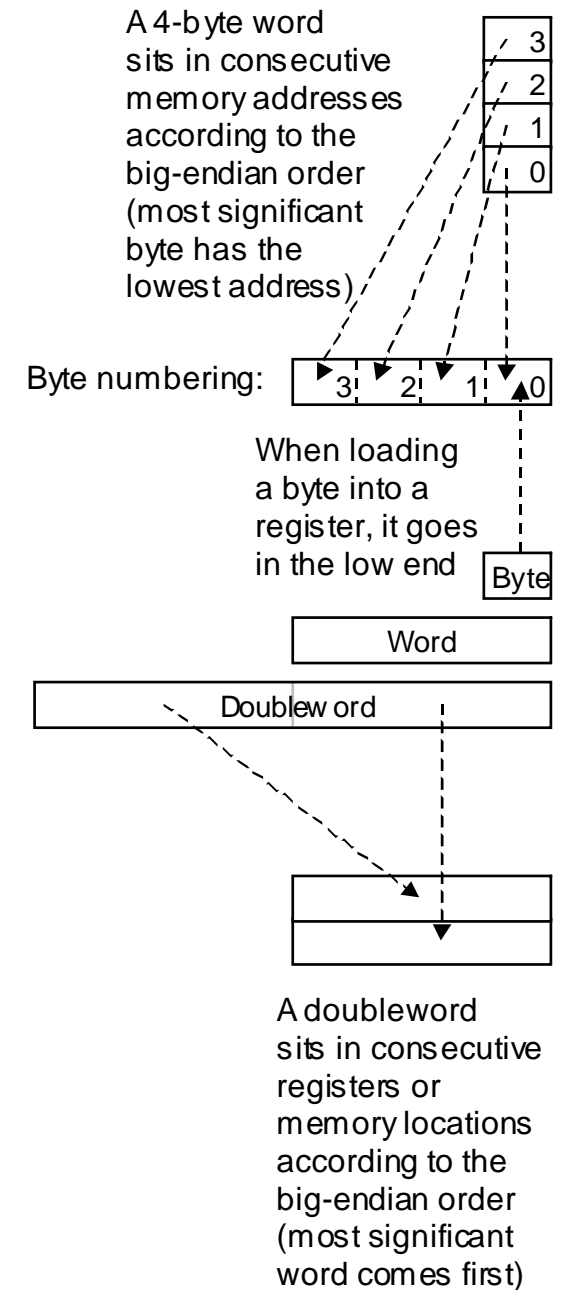 A 4-byte word
sits in consecutive
memory addresses
according to the
big-endian order
(most significant
byte has the
lowest address)
3
2
1
0
Byte numbering:
3 2 1 0
When loading
a byte into a
register, it goes
in the low end
Byte
Word
Doubleword
A doubleword
sits in consecutive
registers or
memory locations
according to the
big-endian order
(most significant
word comes first)